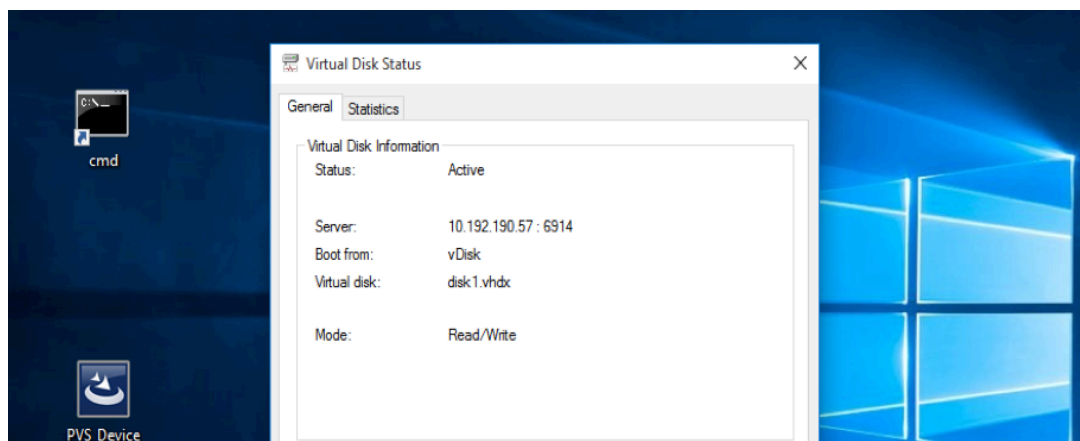 Virtual Disk Status
General Statistics
Virtual Disk Information
Status: Active
Server: 10.192.190.57 : 6914
Boot from: vDisk
Virtual disk: disk1.vhdx
Mode: Read/Write
C:\_
cmd
PVS Device